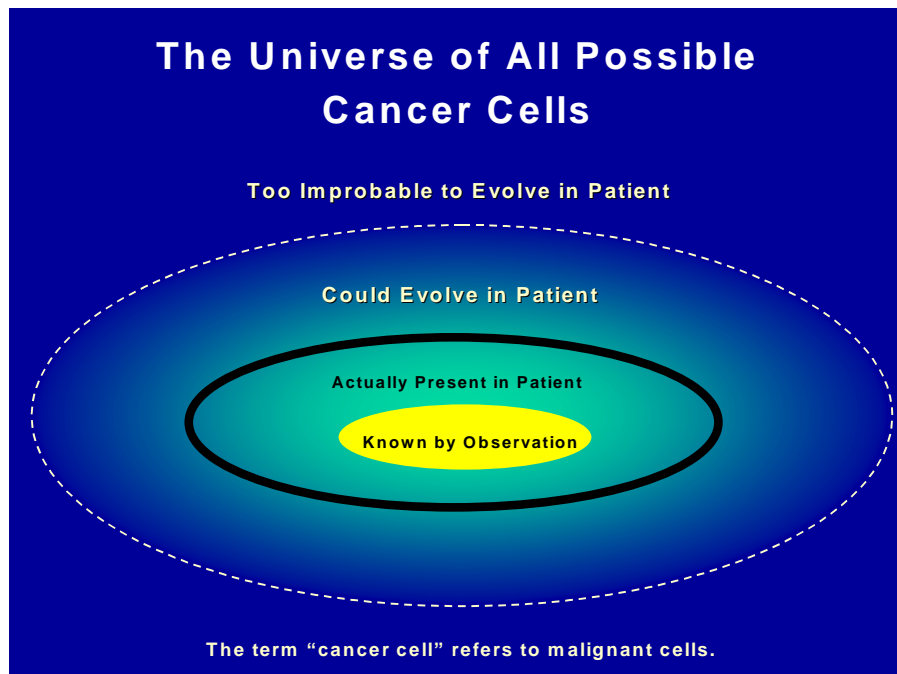 The Universe of All Possible
Cancer Cells
Too Improbable to Evolve in Patient
Could Evolve in Patient
Actually Present in Patient
Known by Observation
The term “cancer cell” refers to malignant cells.